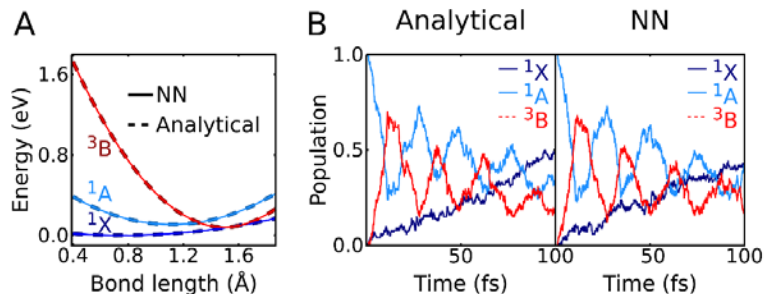 A
Energy (eV)
1.6
0.8
0.0
NN
Analytical
³B
¹A
¹X
0.4 0.8 1.2 1.6
Bond length (Å)
B
Analytical NN
Population
1.0
0.5
0.0
¹X
¹A
³B
¹X
¹A
³B
50 100 50 100
Time (fs) Time (fs)